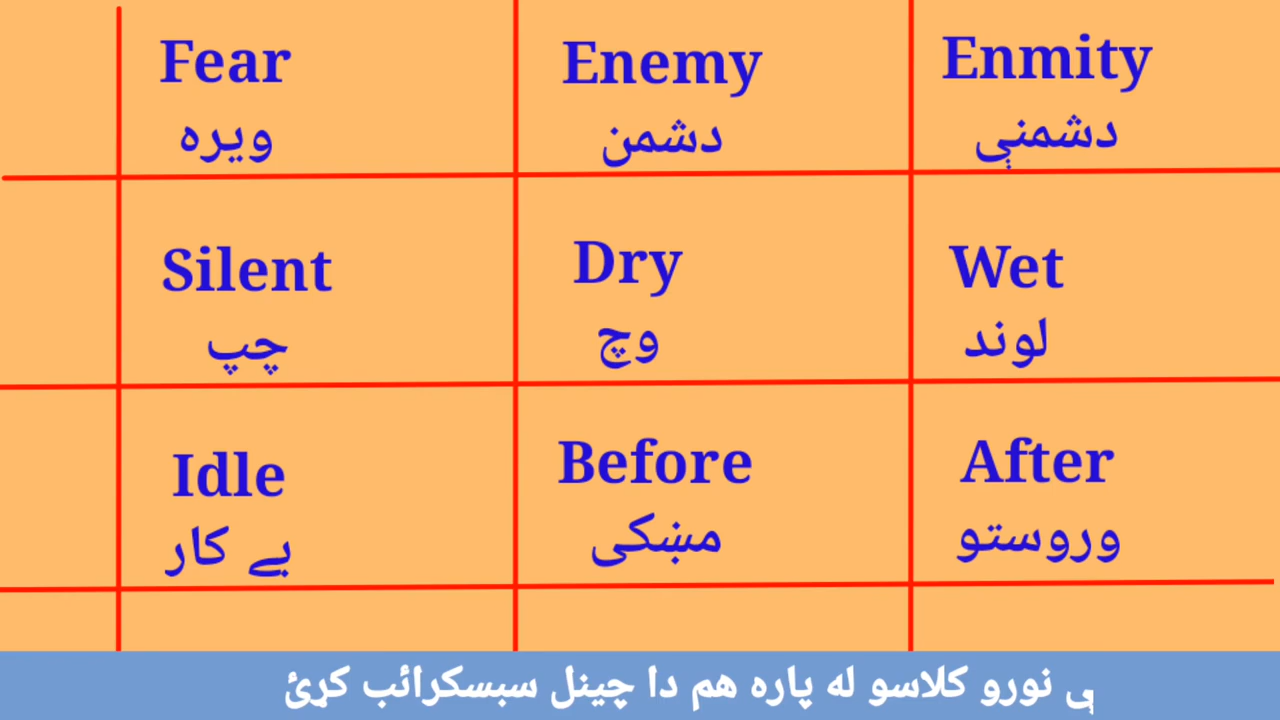 Fear
ویره
Enemy
دشمن
Enmity
دشمنې
Silent
چپ
Dry
وچ
Wet
لوند
Idle
بے کار
Before
مښکی
After
وروستو
نورو کلاسو له پاره هم دا چینل سبسکرائب کړئ